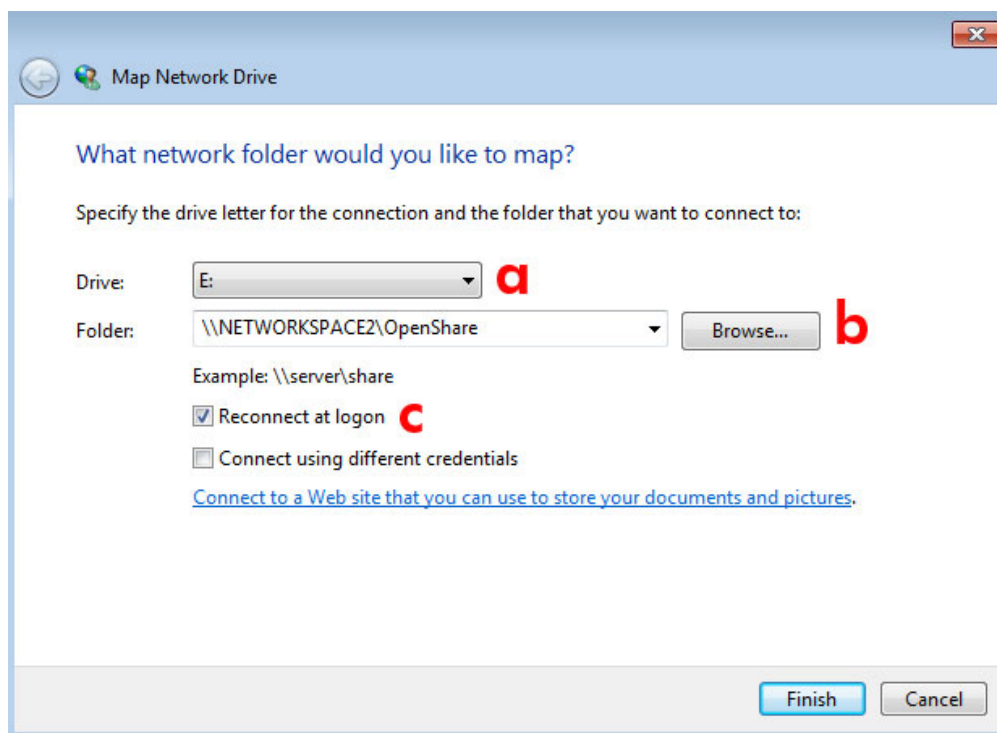 Map Network Drive
What network folder would you like to map?
Specify the drive letter for the connection and the folder that you want to connect to:
Drive: E: a
Folder: \\NETWORKSPACE2\OpenShare Browse... b
Example: \\server\share
Reconnect at logon c
Connect using different credentials
Connect to a Web site that you can use to store your documents and pictures.
Finish Cancel